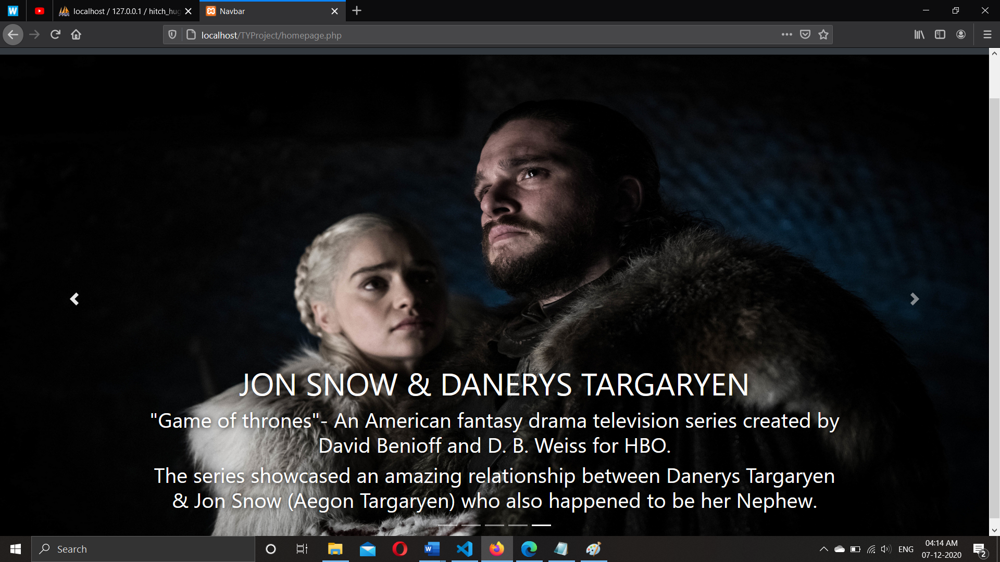 localhost / 127.0.0.1 / hitch_hug
Navbar
localhost/TYProject/homepage.php
JON SNOW & DANERYS TARGARYEN
"Game of thrones"- An American fantasy drama television series created by
David Benioff and D. B. Weiss for HBO.
The series showcased an amazing relationship between Danerys Targaryen
& Jon Snow (Aegon Targaryen) who also happened to be her Nephew.
Search
ENG
04:14 AM
07-12-2020
2